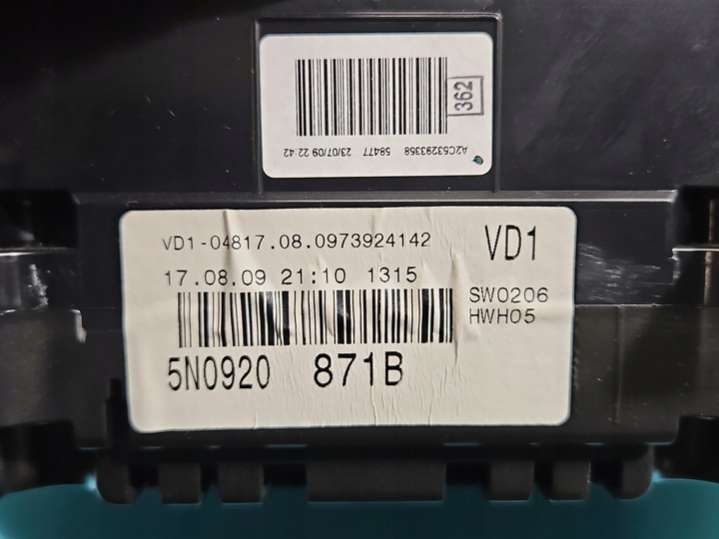 362
A2C53293358 58477 23/07/09 22:42
VD1-04817.08.0973924142
VD1
17.08.09 21:10 1315
SW0206
HWH05
5N0920 871B